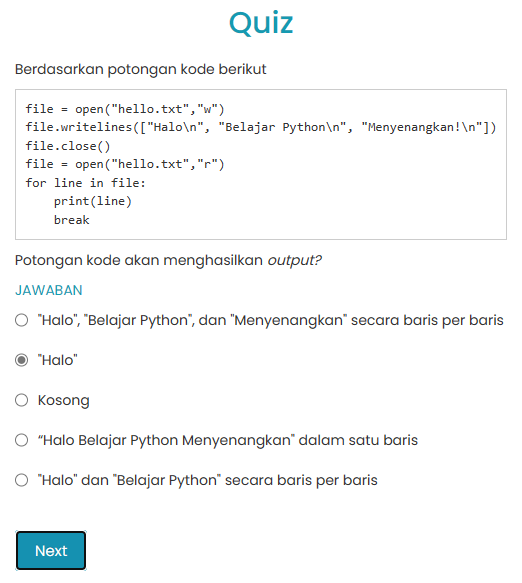 Quiz
Berdasarkan potongan kode berikut
file = open("hello.txt","w")
file.writelines(["Halo\n", "Belajar Python\n", "Menyenangkan!\n"])
file.close()
file = open("hello.txt","r")
for line in file:
    print(line)
    break
Potongan kode akan menghasilkan output?
JAWABAN
"Halo", "Belajar Python", dan "Menyenangkan" secara baris per baris
"Halo"
Kosong
“Halo Belajar Python Menyenangkan" dalam satu baris
"Halo" dan "Belajar Python" secara baris per baris
Next